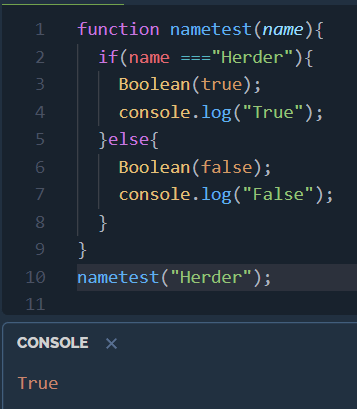 1 function nametest(name){
2 if(name ==="Herder"){
3 Boolean(true);
4 console.log("True");
5 }else{
6 Boolean(false);
7 console.log("False");
8 }
9 }
10 nametest("Herder");
11
CONSOLE ×
True